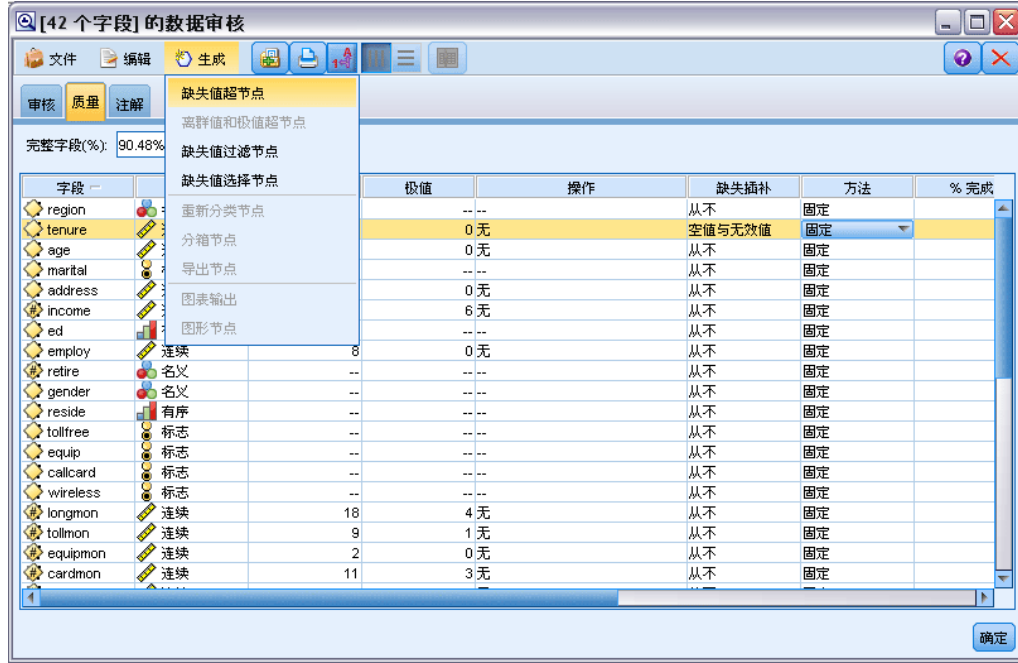 [42 个字段] 的数据审核
文件 编辑 生成
审核 质量 注解
缺失值超节点
离群值和极值超节点
缺失值过滤节点
缺失值选择节点
重新分类节点
分箱节点
导出节点
图表输出
图形节点
完整字段(%): 90.48%
字段 极值 操作 缺失插补 方法 % 完成
region -- -- 从不 固定
tenure 0 无 空值与无效值 固定
age 0 无 从不 固定
marital -- -- 从不 固定
address 0 无 从不 固定
income 6 无 从不 固定
ed -- -- 从不 固定
employ 连续 8 0 无 从不 固定
retire 名义 -- -- -- 从不 固定
gender 名义 -- -- -- 从不 固定
reside 有序 -- -- -- 从不 固定
tollfree 标志 -- -- -- 从不 固定
equip 标志 -- -- -- 从不 固定
callcard 标志 -- -- -- 从不 固定
wireless 标志 -- -- -- 从不 固定
longmon 连续 18 4 无 从不 固定
tollmon 连续 9 1 无 从不 固定
equipmon 连续 2 0 无 从不 固定
cardmon 连续 11 3 无 从不 固定
确定